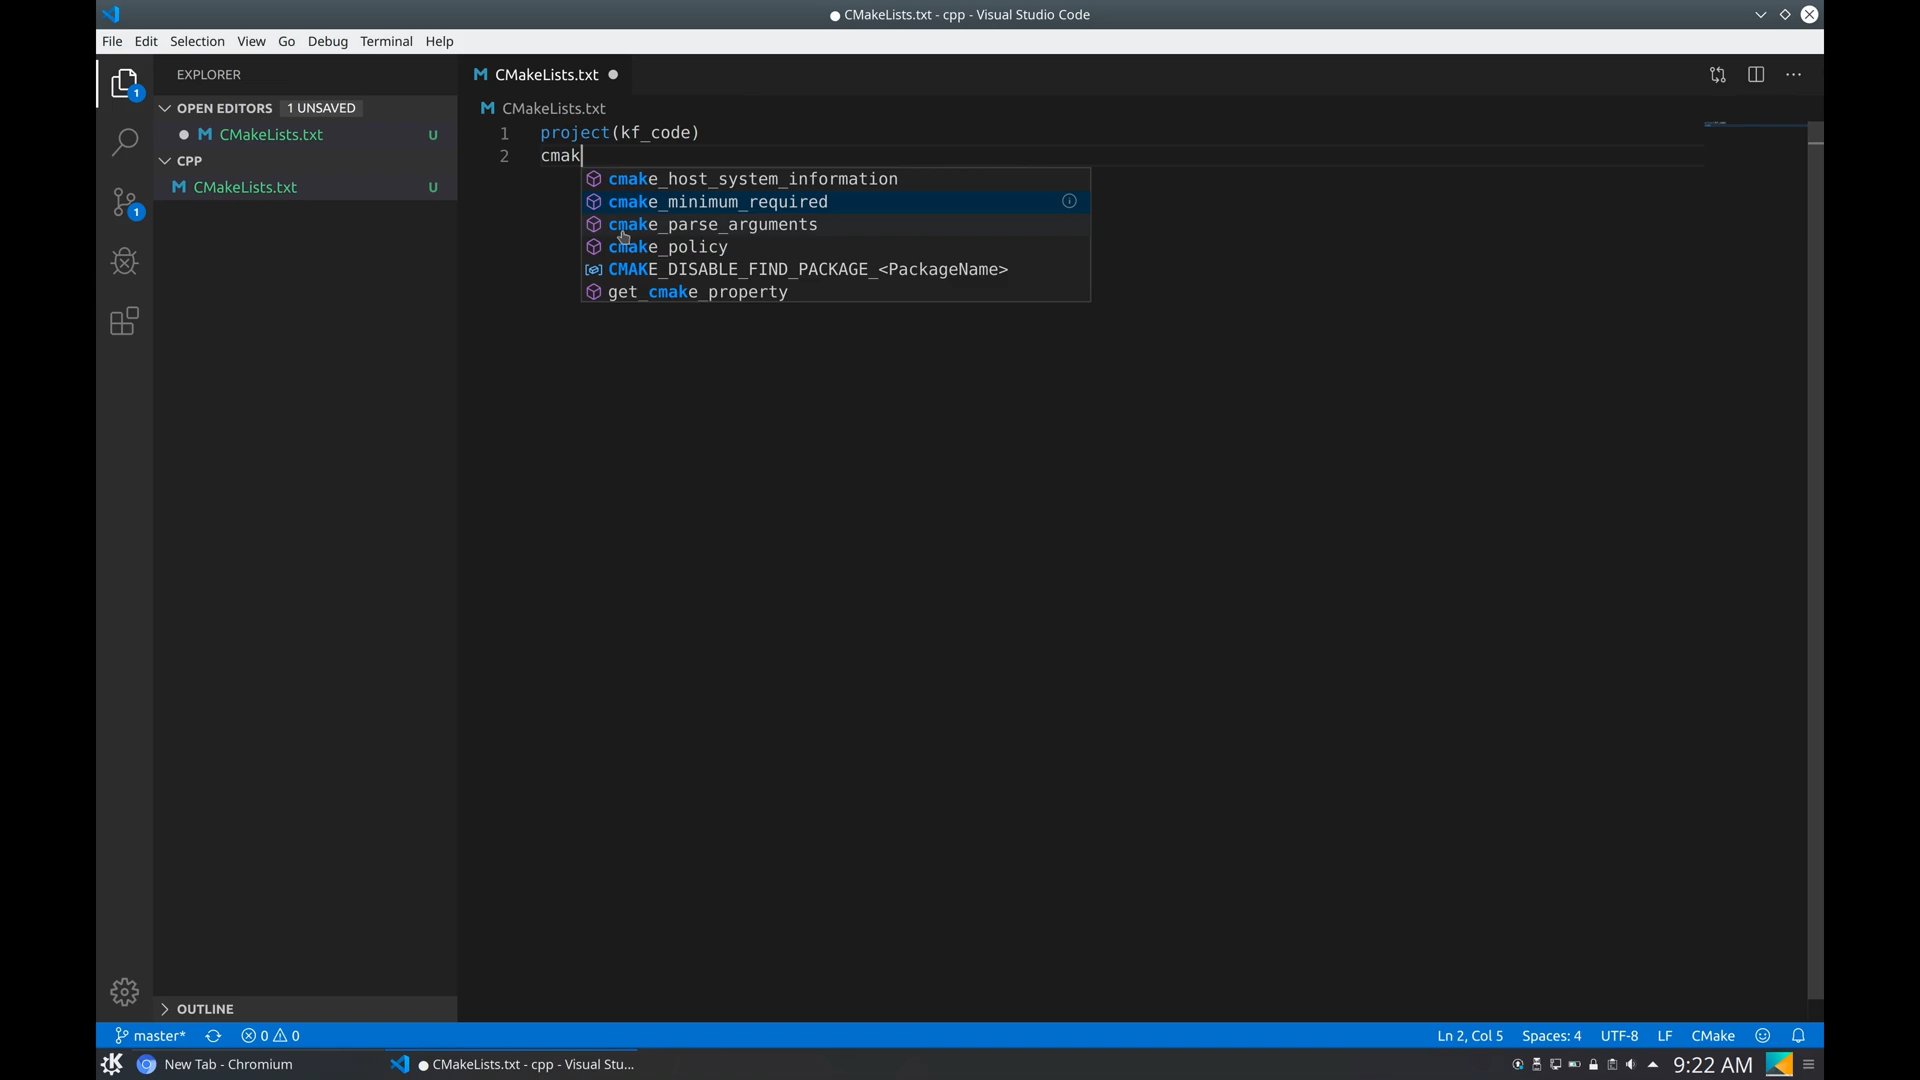 CMakeLists.txt - cpp - Visual Studio Code
File Edit Selection View Go Debug Terminal Help
EXPLORER
OPEN EDITORS 1 UNSAVED
CMakeLists.txt U
CPP
CMakeLists.txt U
OUTLINE
1
1
CMakeLists.txt
CMakeLists.txt
1 project(kf_code)
2 cmak
cmake_host_system_information
cmake_minimum_required
cmake_parse_arguments
cmake_policy
CMAKE_DISABLE_FIND_PACKAGE_<PackageName>
get_cmake_property
master* 0 0 Ln 2, Col 5 Spaces: 4 UTF-8 LF CMake
New Tab - Chromium CMakeLists.txt - cpp - Visual Stu... 9:22 AM